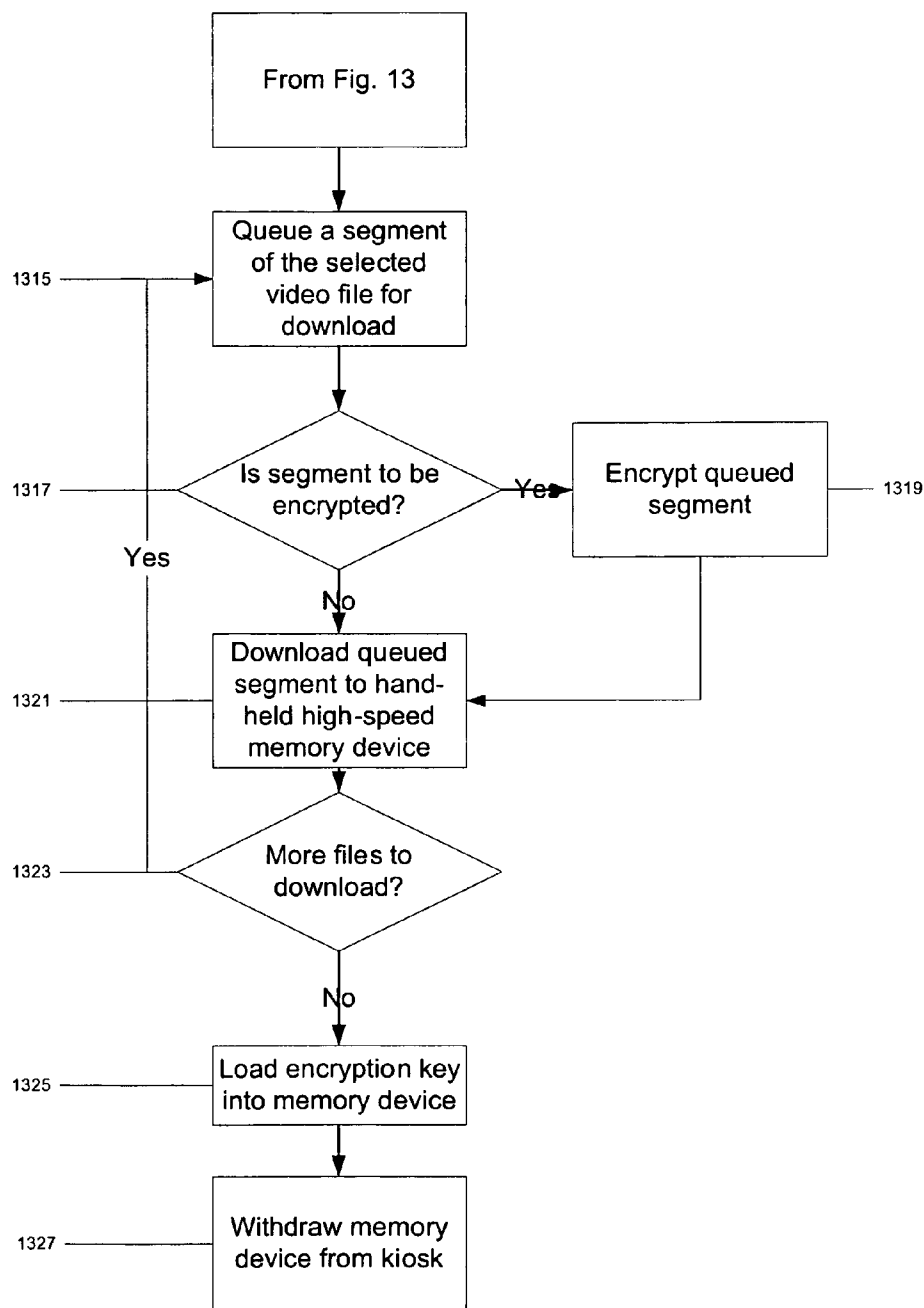 From Fig. 13
Queue a segment
of the selected
video file for
download
1315
Is segment to be
encrypted?
1317
Yes
Encrypt queued
segment
1319
Yes
No
Download queued
segment to hand-
held high-speed
memory device
1321
More files to
download?
1323
No
Load encryption key
into memory device
1325
Withdraw memory
device from kiosk
1327